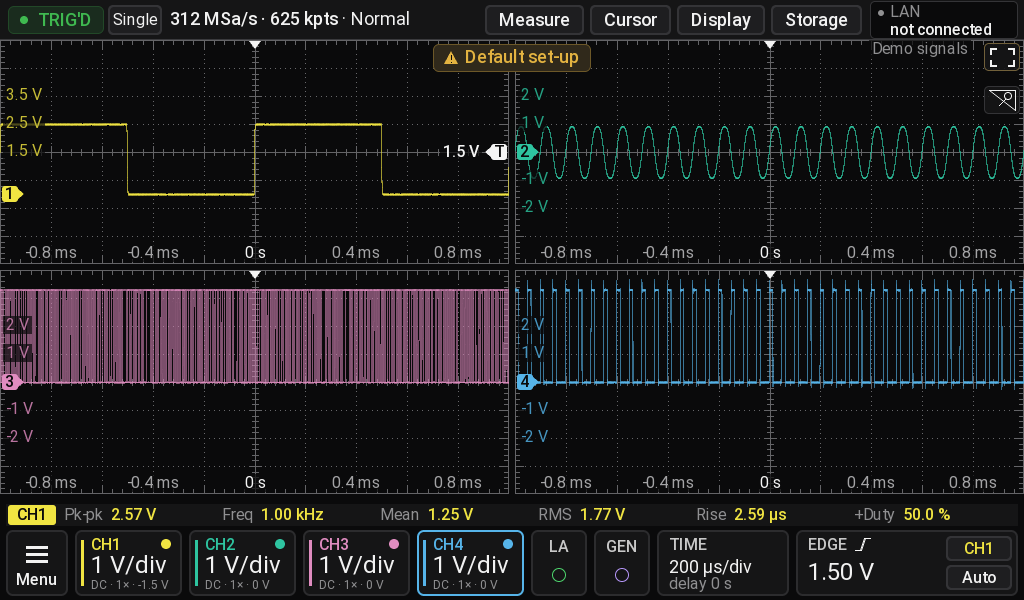 TRIG'D
Single
312 MSa/s · 625 kpts · Normal
Measure
Cursor
Display
Storage
LAN
not connected
Demo signals
Default set-up
3.5 V
2.5 V
1.5 V
1.5 V
T
1
-0.8 ms
-0.4 ms
0 s
0.4 ms
0.8 ms
2 V
1 V
2
-1 V
-2 V
-0.8 ms
-0.4 ms
0 s
0.4 ms
0.8 ms
2 V
1 V
3
-1 V
-2 V
-0.8 ms
-0.4 ms
0 s
0.4 ms
0.8 ms
2 V
1 V
4
-1 V
-2 V
-0.8 ms
-0.4 ms
0 s
0.4 ms
0.8 ms
CH1 Pk-pk 2.57 V Freq 1.00 kHz Mean 1.25 V RMS 1.77 V Rise 2.59 µs +Duty 50.0 %
Menu
CH1
1 V/div
DC · 1× · -1.5 V
CH2
1 V/div
DC · 1× · 0 V
CH3
1 V/div
DC · 1× · 0 V
CH4
1 V/div
DC · 1× · 0 V
LA
GEN
TIME
200 µs/div
delay 0 s
EDGE
1.50 V
CH1
Auto